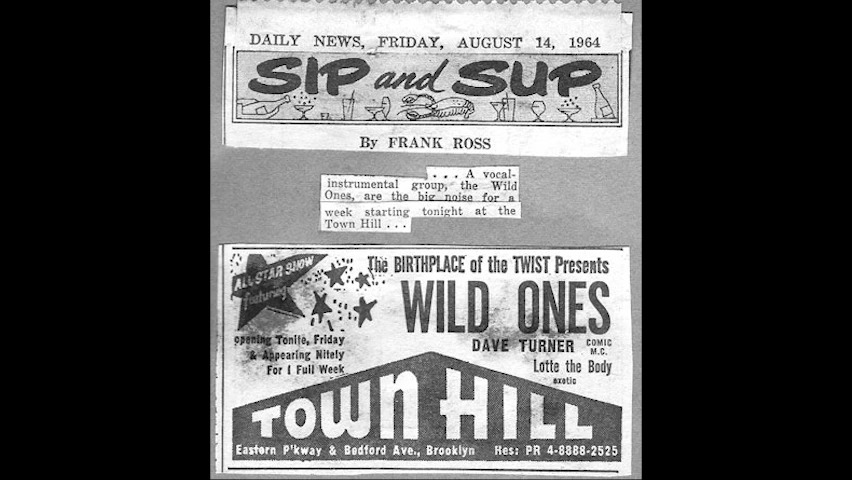 DAILY NEWS, FRIDAY, AUGUST 14, 1964
SIP and SUP
By FRANK ROSS
. . . A vocal-
instrumental group, the Wild
Ones, are the big noise for a
week starting tonight at the
Town Hill . . .
ALL STAR SHOW
featuring
The BIRTHPLACE of the TWIST Presents
WILD ONES
opening Tonite, Friday
& Appearing Nitely
For 1 Full Week
DAVE TURNER COMIC M.C.
Lotte the Body
exotic
TOWN HILL
Eastern P'kway & Bedford Ave., Brooklyn Res: PR 4-8888-2525